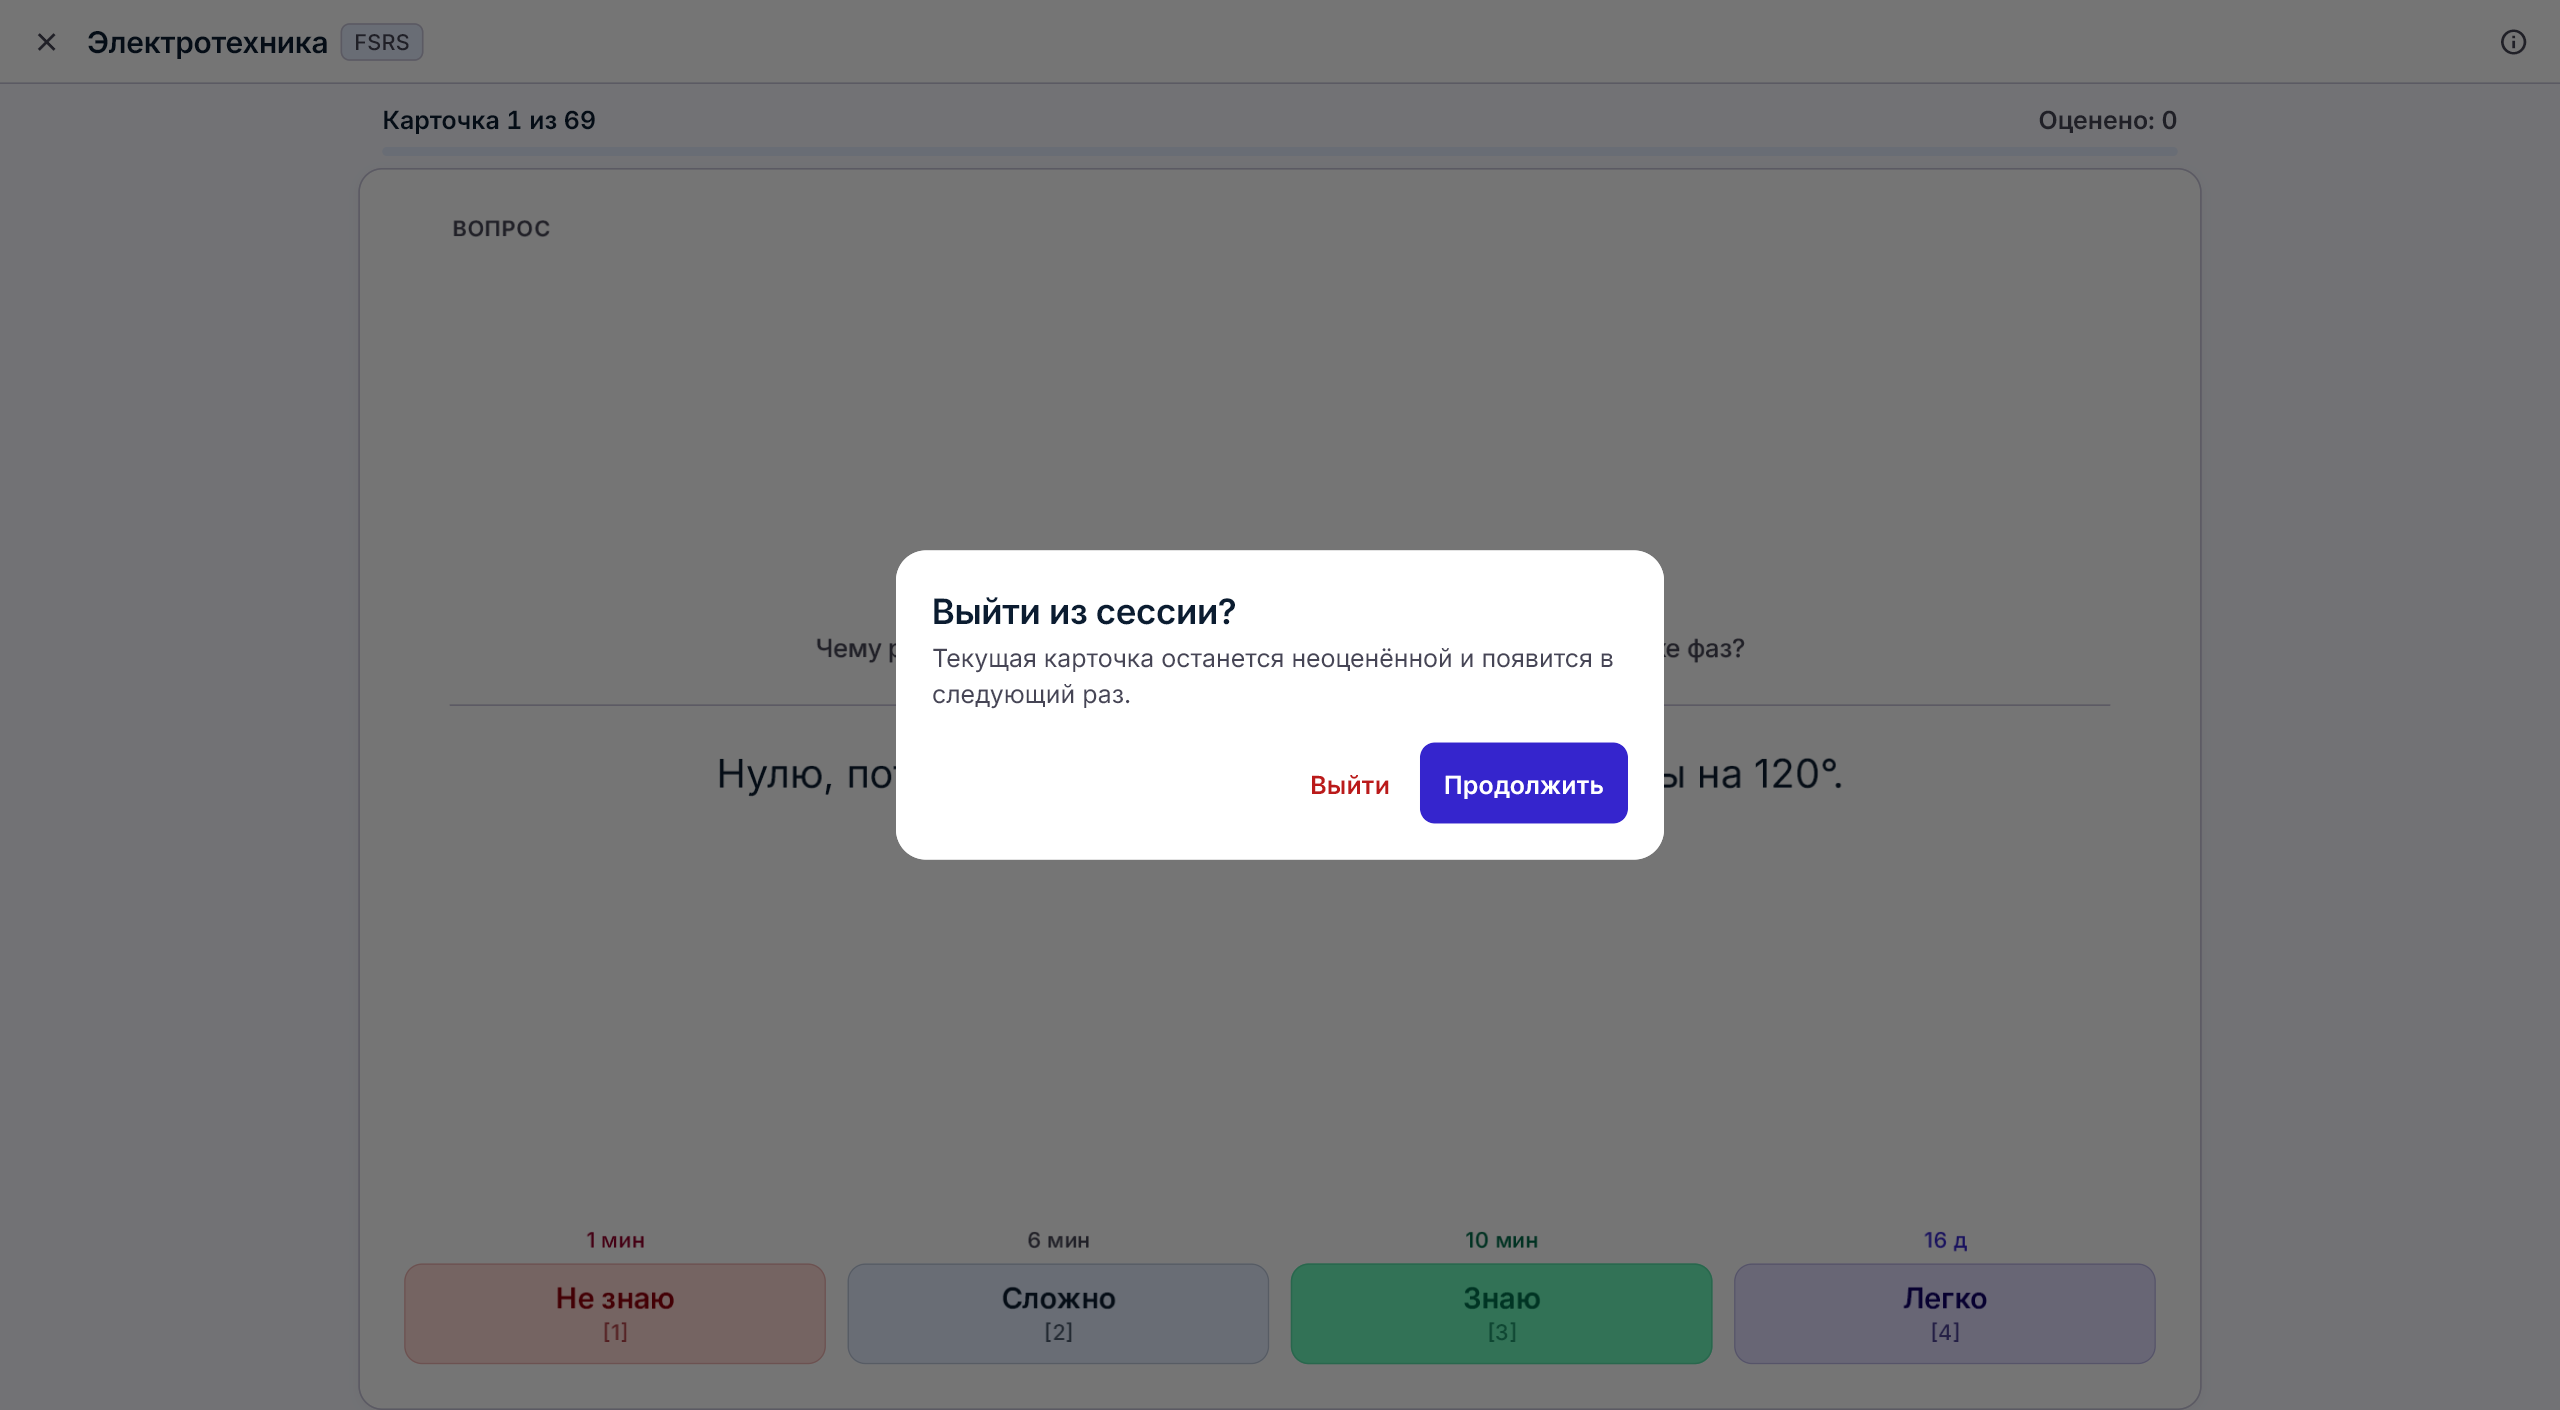 Электротехника FSRS
Карточка 1 из 69
Оценено: 0
ВОПРОС
Выйти из сессии?
Чему фаз?
Текущая карточка останется неоценённой и появится в
следующий раз.
Нулю, на 120°.
Выйти Продолжить
1 мин 6 мин 10 мин 16 д
Не знаю Сложно Знаю Легко
[1] [2] [3] [4]